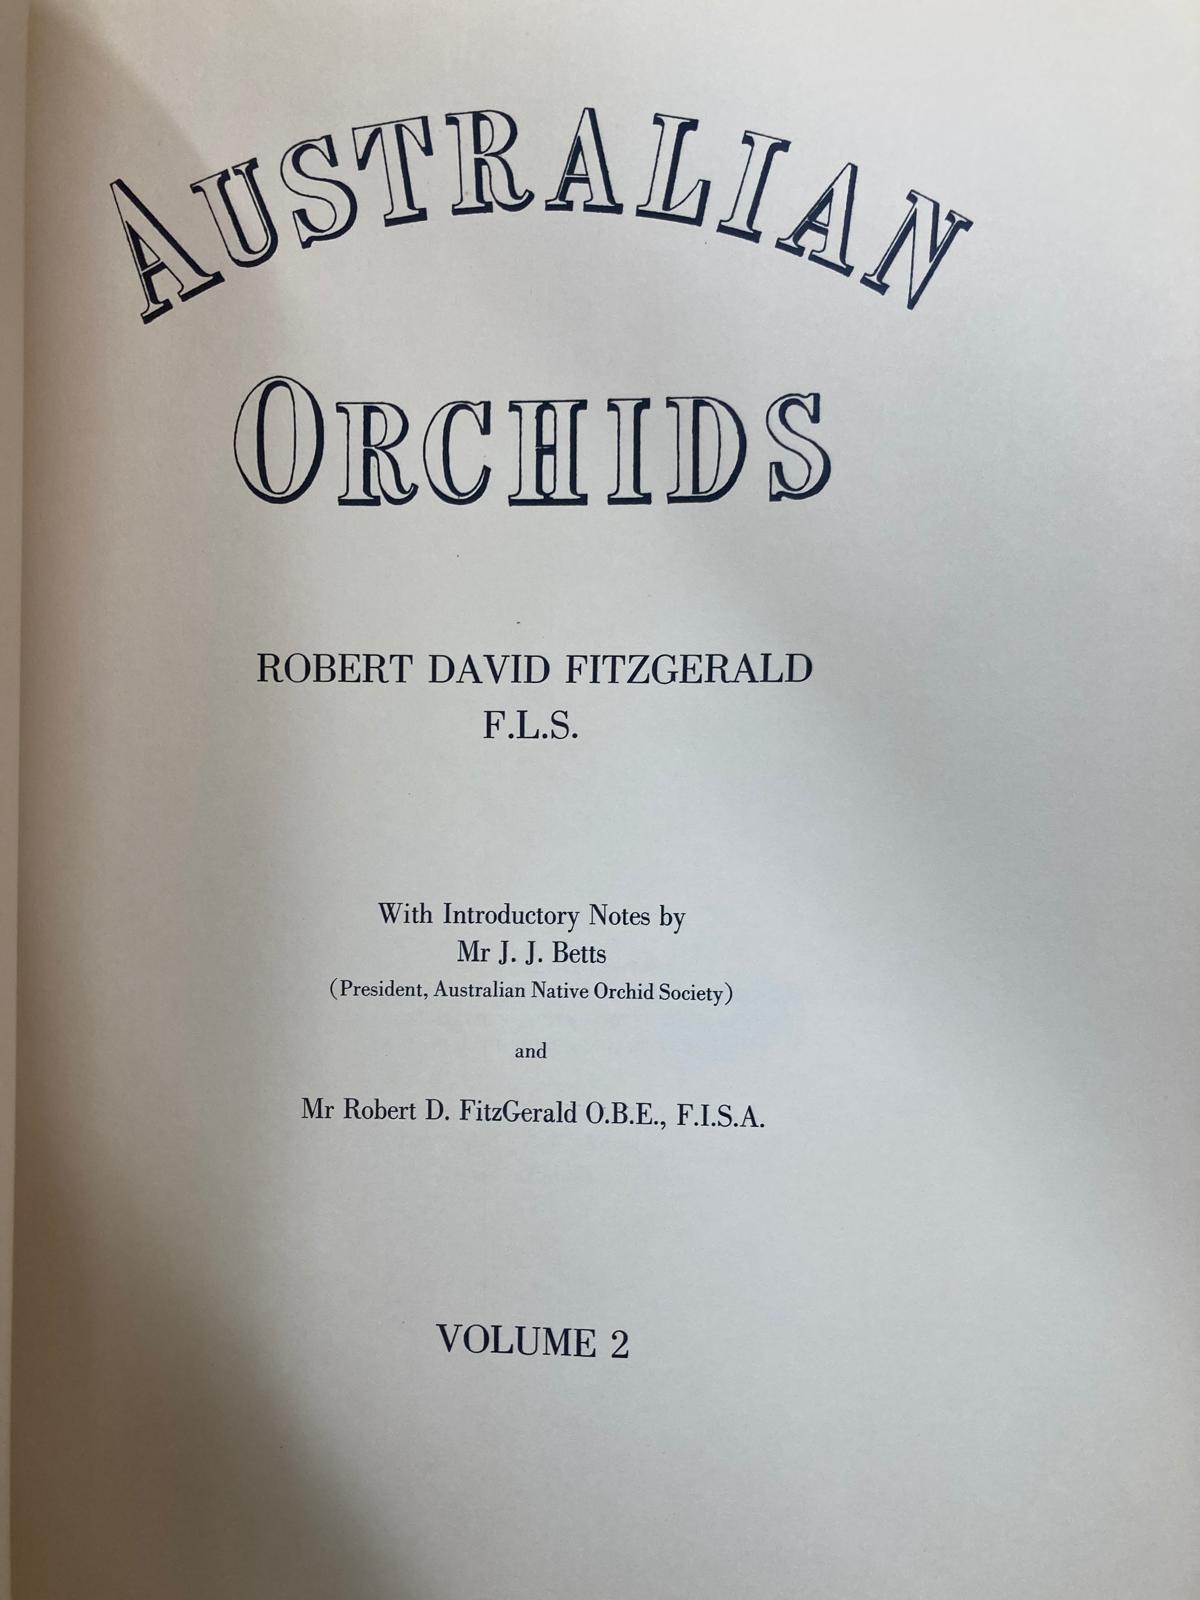 AUSTRALIAN
ORCHIDS
ROBERT DAVID FITZGERALD
F.L.S.
With Introductory Notes by
Mr J. J. Betts
(President, Australian Native Orchid Society)
and
Mr Robert D. FitzGerald O.B.E., F.I.S.A.
VOLUME 2